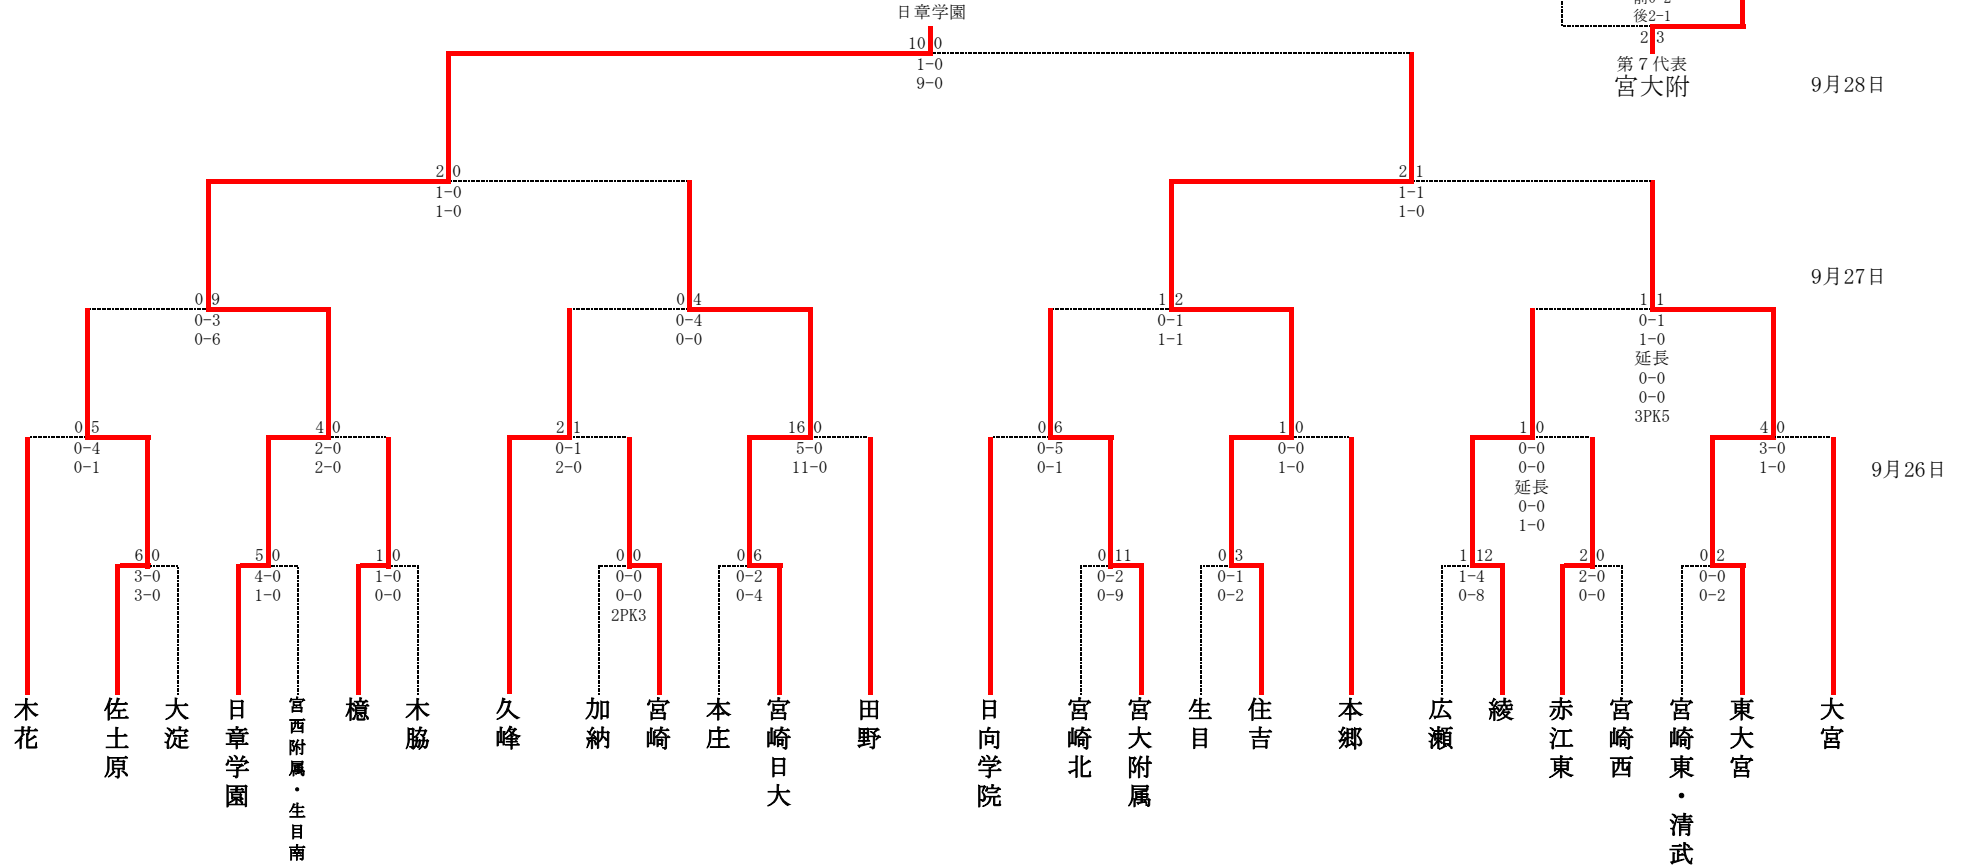 日章学園
後2-1
10 0
2 3
1-0
第７代表
9-0
宮大附
9月28日
2 0
2 1
1-0
1-1
1-0
1-0
9月27日
0 9
0 4
1 2
1 1
0-3
0-4
0-1
0-1
0-6
0-0
1-1
1-0
延長
0-0
0-0
3PK5
0 5
4 0
2 1
16 0
0 6
1 0
1 0
4 0
0-4
2-0
0-1
5-0
0-5
0-0
0-0
3-0
0-1
2-0
2-0
11-0
0-1
1-0
0-0
1-0
9月26日
延長
0-0
1-0
6 0
5 0
1 0
0 0
0 6
0 11
0 3
1 12
2 0
0 2
3-0
4-0
1-0
0-0
0-2
0-2
0-1
1-4
2-0
0-0
3-0
1-0
0-0
0-0
0-4
0-9
0-2
0-8
0-0
0-2
2PK3
木花
佐土原
大淀
日章学園
宮西附属・生目南
檍
木脇
久峰
加納
宮崎
本庄
宮崎日大
田野
日向学院
宮崎北
宮大附属
生目
住吉
本郷
広瀬
綾
赤江東
宮崎西
宮崎東・清武
東大宮
大宮